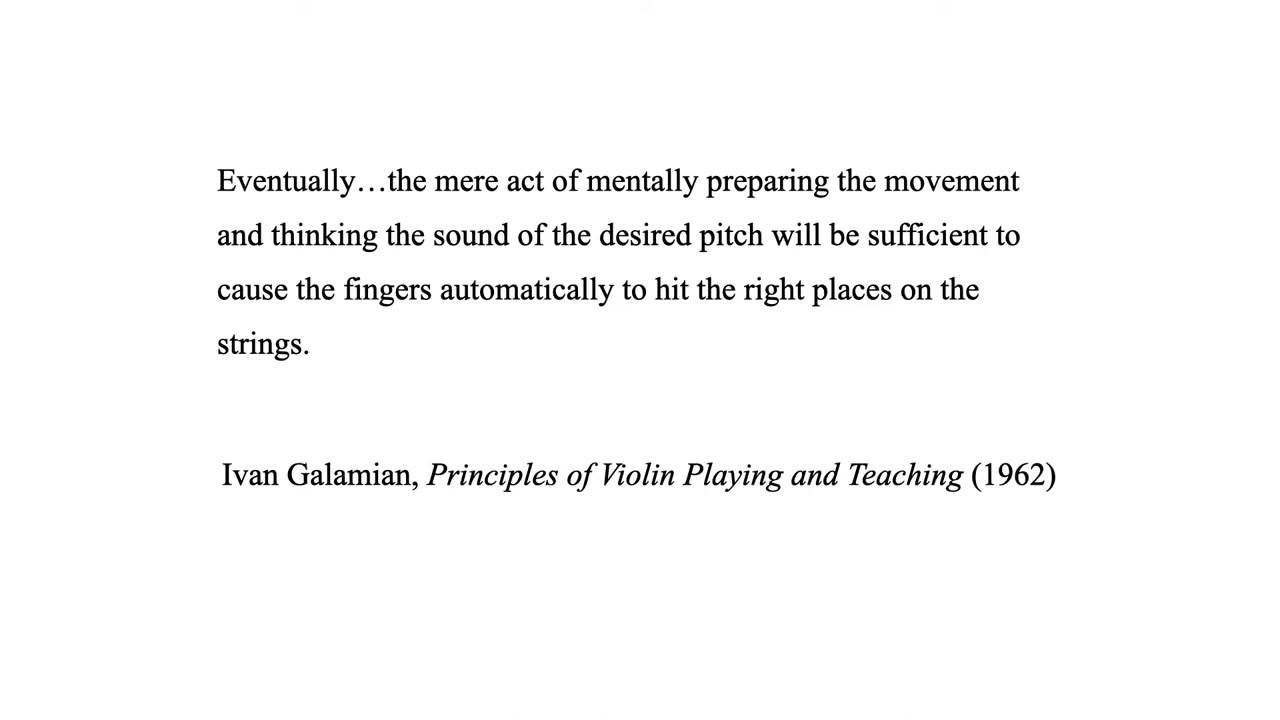 Eventually…the mere act of mentally preparing the movement
and thinking the sound of the desired pitch will be sufficient to
cause the fingers automatically to hit the right places on the
strings.
Ivan Galamian, Principles of Violin Playing and Teaching (1962)